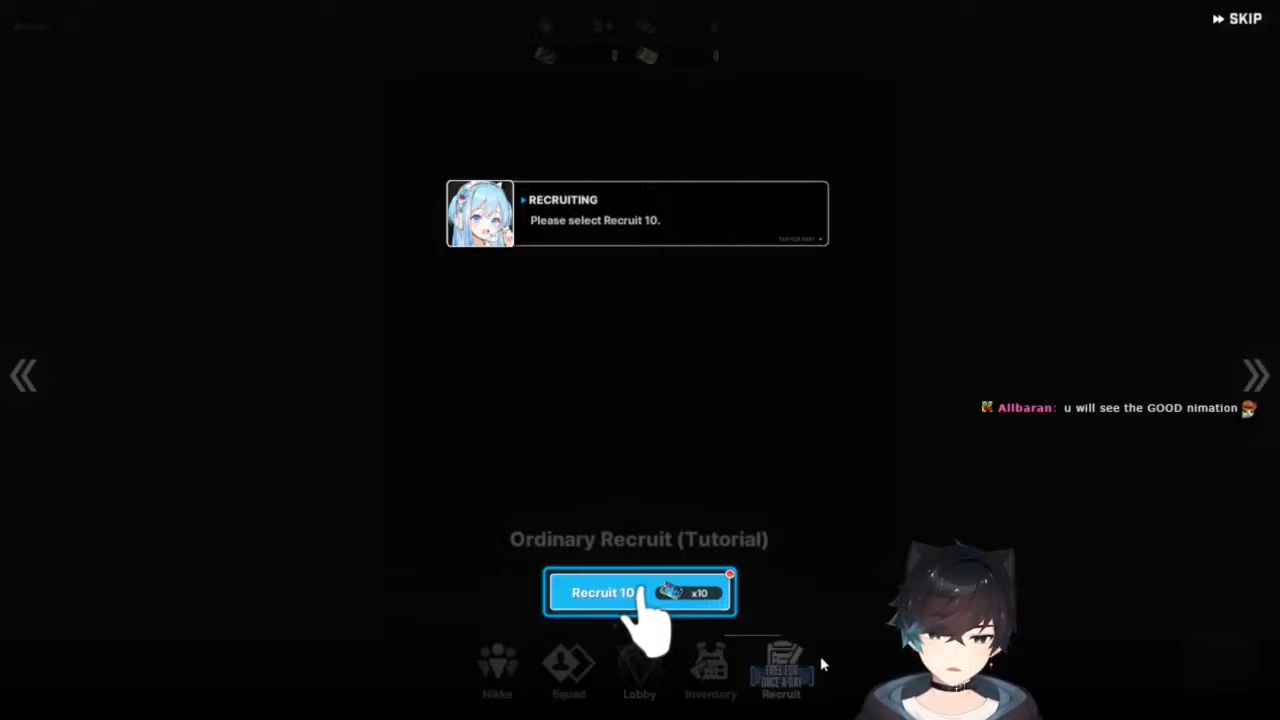 SKIP
RECRUITING
Please select Recruit 10.
Allbaran: u will see the GOOD nimation
Ordinary Recruit (Tutorial)
Recruit 10 x10
FREE FOR
ONCE A DAY
Nikke Squad Lobby Inventory Recruit